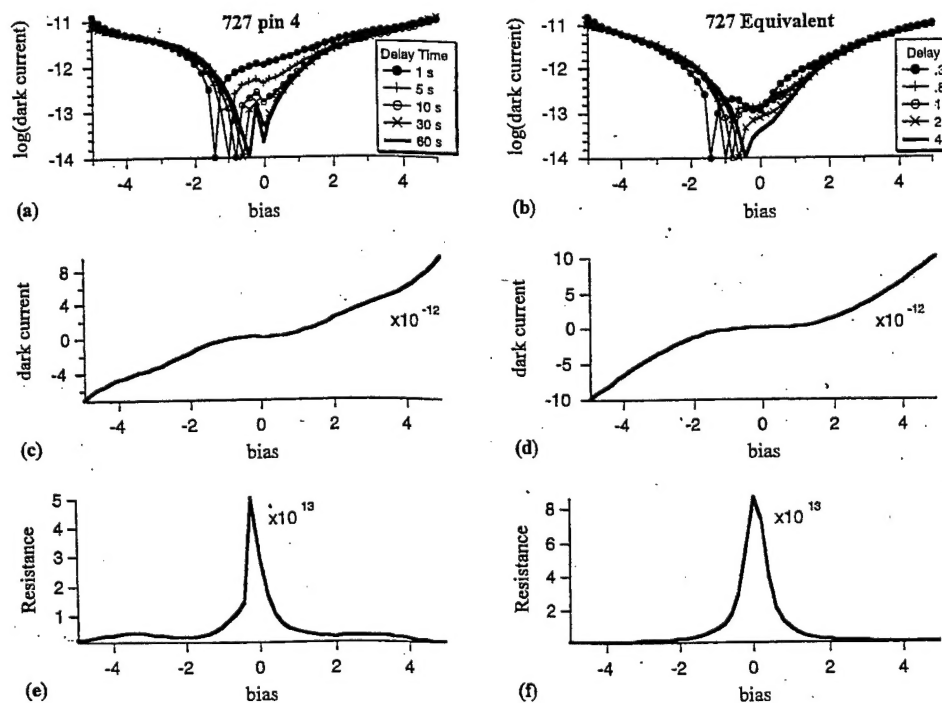 727 pin 4
log(dark current)
-11
-12
-13
-14
Delay Time
1 s
5 s
10 s
30 s
60 s
-4 -2 0 2 4
(a) bias
727 Equivalent
log(dark current)
-11
-12
-13
-14
Delay
.3
.8
1
2
4
-4 -2 0 2 4
(b) bias
dark current
8
4
0
-4
x10 -12
-4 -2 0 2 4
(c) bias
dark current
10
5
0
-5
-10
x10 -12
-4 -2 0 2 4
(d) bias
Resistance
5
4
3
2
1
x10 13
-4 -2 0 2 4
(e) bias
Resistance
8
6
4
2
x10 13
-4 -2 0 2 4
(f) bias